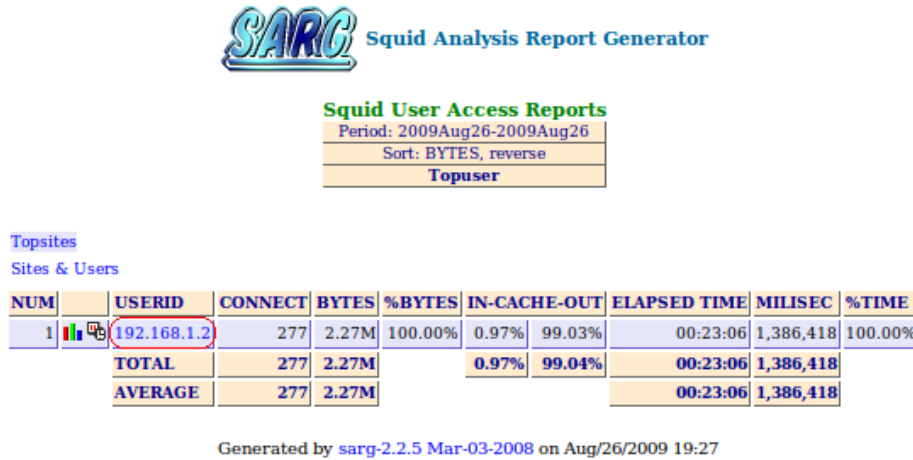 SARG Squid Analysis Report Generator
Squid User Access Reports
Period: 2009Aug26-2009Aug26
Sort: BYTES, reverse
Topuser
Topsites
Sites & Users
NUM USERID CONNECT BYTES %BYTES IN-CACHE-OUT ELAPSED TIME MILISEC %TIME
1 192.168.1.2 277 2.27M 100.00% 0.97% 99.03% 00:23:06 1,386,418 100.00%
TOTAL 277 2.27M 0.97% 99.04% 00:23:06 1,386,418
AVERAGE 277 2.27M 00:23:06 1,386,418
Generated by sarg-2.2.5 Mar-03-2008 on Aug/26/2009 19:27